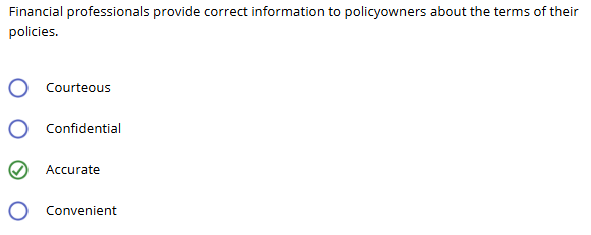 Financial professionals provide correct information to policyowners about the terms of their
policies.
Courteous
Confidential
Accurate
Convenient